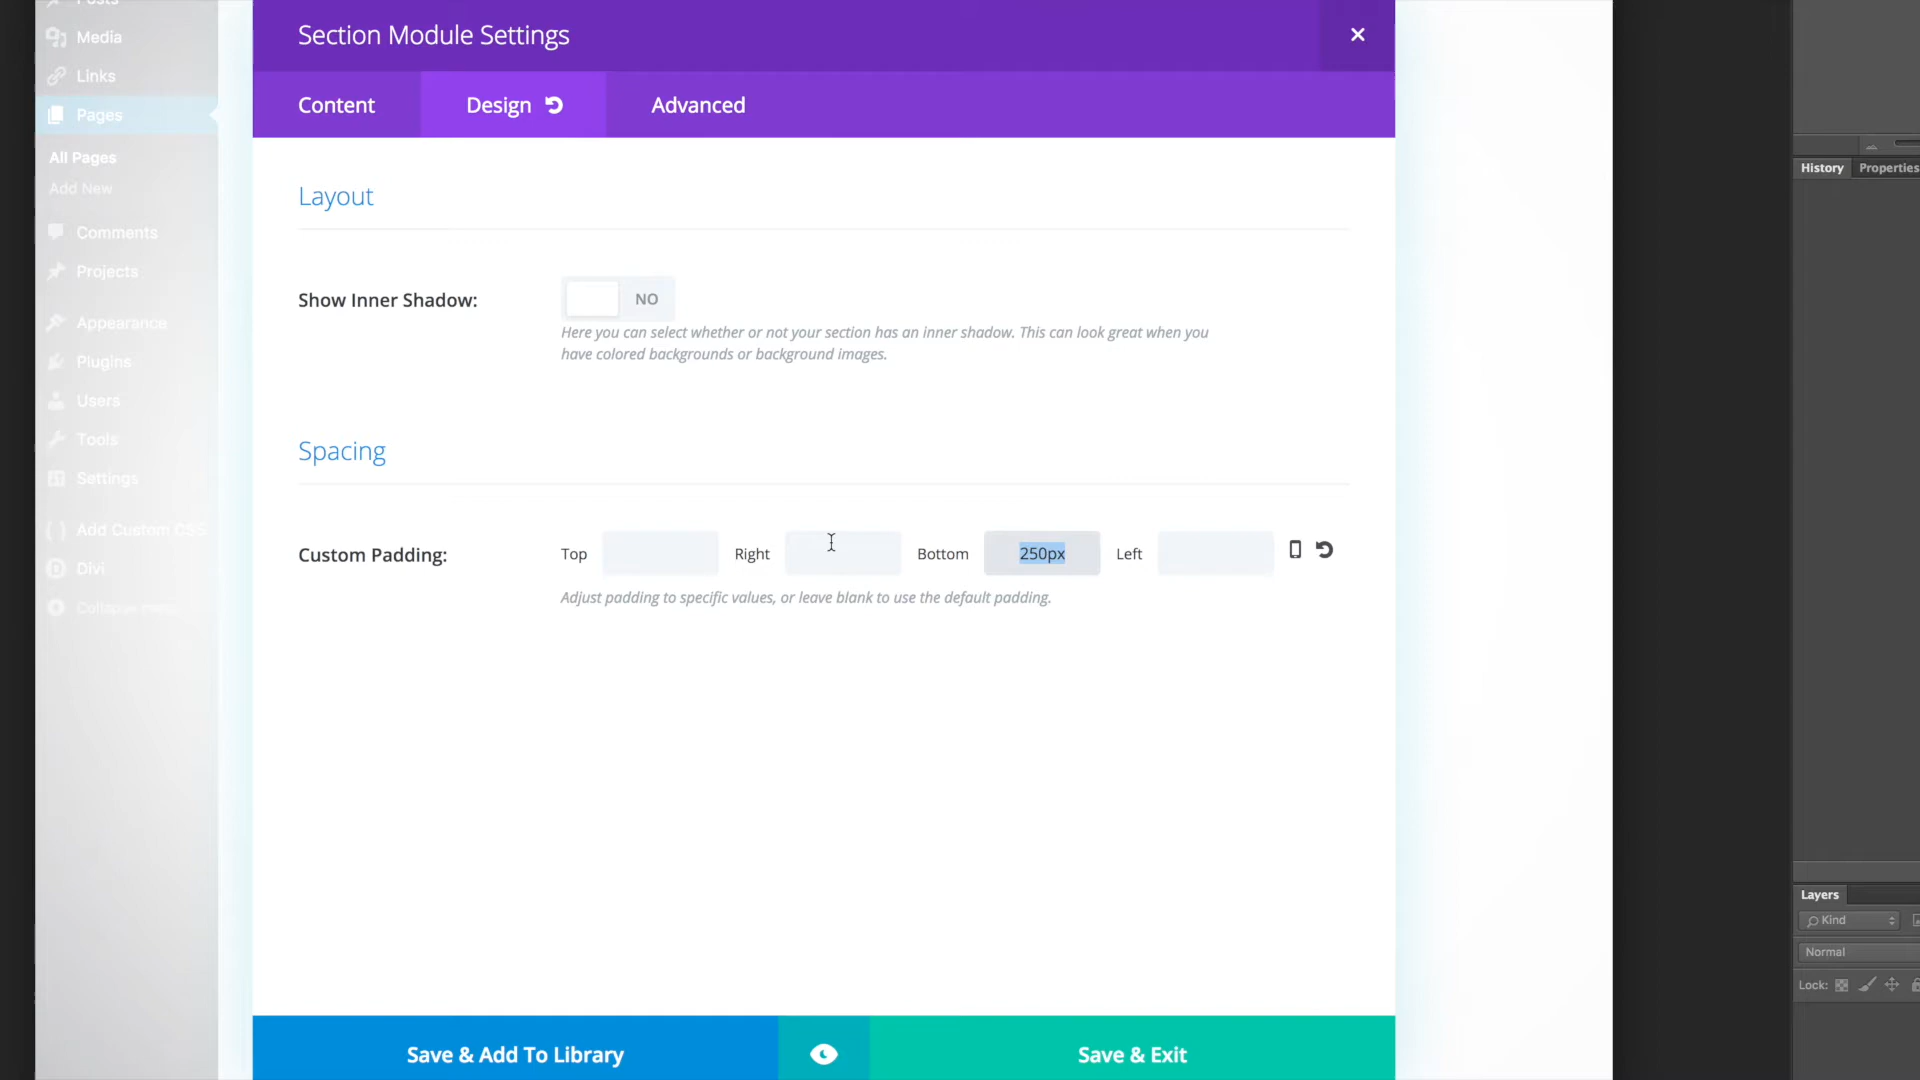 Posts
Media
Links
Pages
All Pages
Add New
Comments
Projects
Appearance
Plugins
Users
Tools
Settings
Add Custom CSS
Divi
Collapse menu
Section Module Settings
Content
Design
Advanced
Layout
Show Inner Shadow:
NO
Here you can select whether or not your section has an inner shadow. This can look great when you
have colored backgrounds or background images.
Spacing
Custom Padding:
Top
Right
Bottom
250px
Left
Adjust padding to specific values, or leave blank to use the default padding.
Save & Add To Library
Save & Exit
History
Properties
Layers
Kind
Normal
Lock: